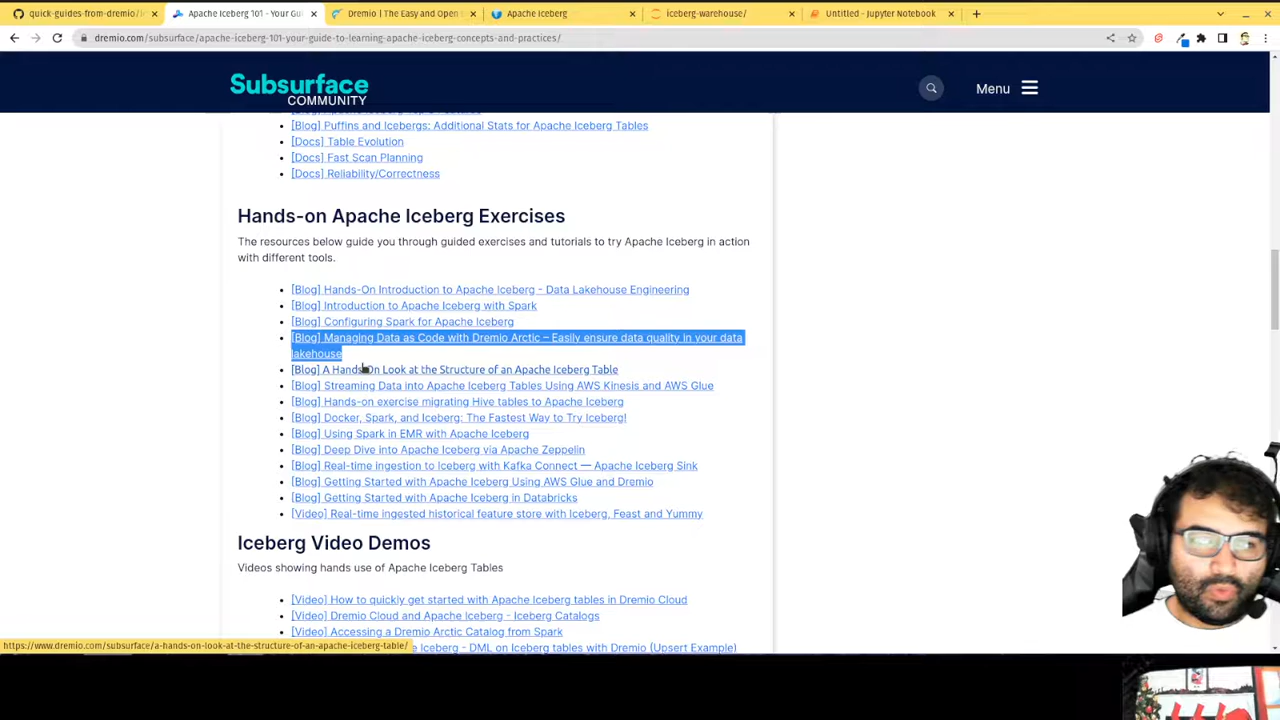 quick-guides-from-dremio/ic
Apache Iceberg 101 - Your Gu
Dremio | The Easy and Open
Apache Iceberg
iceberg-warehouse/
Untitled - Jupyter Notebook
dremio.com/subsurface/apache-iceberg-101-your-guide-to-learning-apache-iceberg-concepts-and-practices/
Subsurface
COMMUNITY
Menu
[Blog] Puffins and Icebergs: Additional Stats for Apache Iceberg Tables
[Docs] Table Evolution
[Docs] Fast Scan Planning
[Docs] Reliability/Correctness
Hands-on Apache Iceberg Exercises
The resources below guide you through guided exercises and tutorials to try Apache Iceberg in action
with different tools.
[Blog] Hands-On Introduction to Apache Iceberg - Data Lakehouse Engineering
[Blog] Introduction to Apache Iceberg with Spark
[Blog] Configuring Spark for Apache Iceberg
[Blog] Managing Data as Code with Dremio Arctic – Easily ensure data quality in your data
lakehouse
[Blog] A Hands-On Look at the Structure of an Apache Iceberg Table
[Blog] Streaming Data into Apache Iceberg Tables Using AWS Kinesis and AWS Glue
[Blog] Hands-on exercise migrating Hive tables to Apache Iceberg
[Blog] Docker, Spark, and Iceberg: The Fastest Way to Try Iceberg!
[Blog] Using Spark in EMR with Apache Iceberg
[Blog] Deep Dive into Apache Iceberg via Apache Zeppelin
[Blog] Real-time ingestion to Iceberg with Kafka Connect — Apache Iceberg Sink
[Blog] Getting Started with Apache Iceberg Using AWS Glue and Dremio
[Blog] Getting Started with Apache Iceberg in Databricks
[Video] Real-time ingested historical feature store with Iceberg, Feast and Yummy
Iceberg Video Demos
Videos showing hands use of Apache Iceberg Tables
[Video] How to quickly get started with Apache Iceberg tables in Dremio Cloud
[Video] Dremio Cloud and Apache Iceberg - Iceberg Catalogs
[Video] Accessing a Dremio Arctic Catalog from Spark
Iceberg - DML on Iceberg tables with Dremio (Upsert Example)
https://www.dremio.com/subsurface/a-hands-on-look-at-the-structure-of-an-apache-iceberg-table/